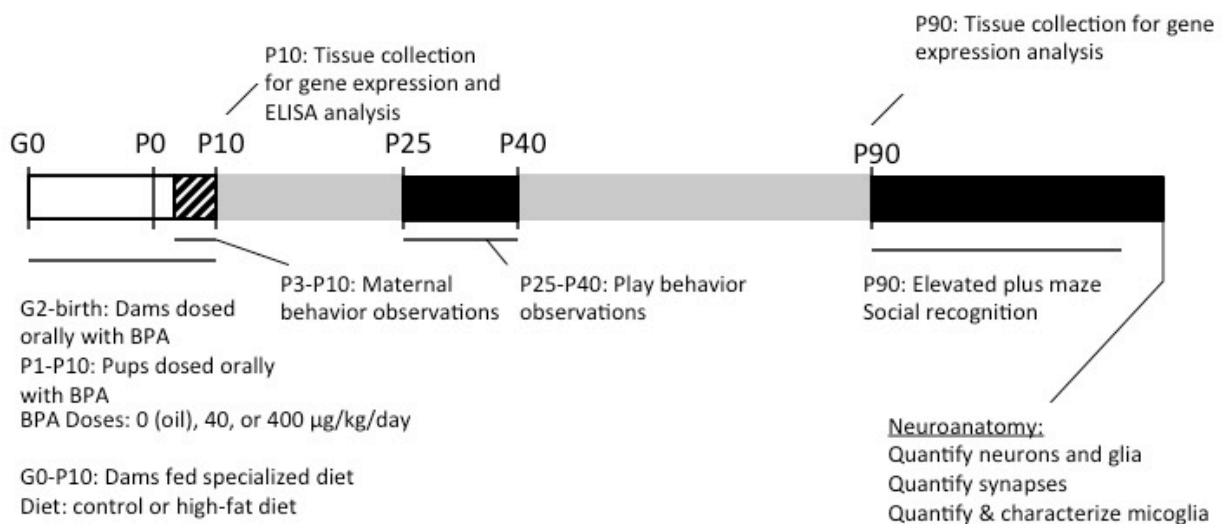 P90: Tissue collection for gene
expression analysis
P10: Tissue collection
for gene expression and
ELISA analysis
G0
P0
P10
P25
P40
P90
P3-P10: Maternal
behavior observations
P25-P40: Play behavior
observations
P90: Elevated plus maze
Social recognition
G2-birth: Dams dosed
orally with BPA
P1-P10: Pups dosed orally
with BPA
BPA Doses: 0 (oil), 40, or 400 µg/kg/day
G0-P10: Dams fed specialized diet
Diet: control or high-fat diet
Neuroanatomy:
Quantify neurons and glia
Quantify synapses
Quantify & characterize micoglia